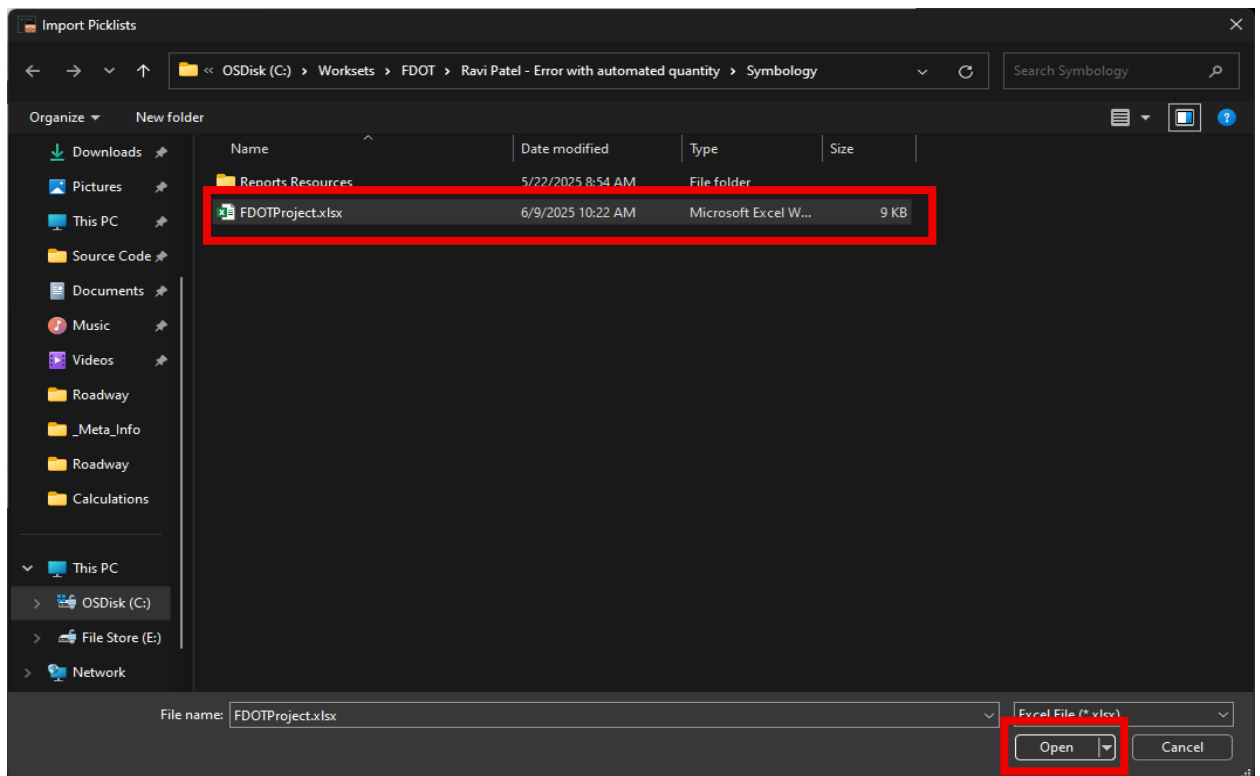 Import Picklists
« OSDisk (C:) › Worksets › FDOT › Ravi Patel - Error with automated quantity › Symbology
Search Symbology
Organize
New folder
Name
Date modified
Type
Size
Downloads
Pictures
This PC
Source Code
Documents
Music
Videos
Roadway
_Meta_Info
Roadway
Calculations
This PC
OSDisk (C:)
File Store (E:)
Network
Reports Resources 5/22/2025 8:54 AM File folder
FDOTProject.xlsx 6/9/2025 10:22 AM Microsoft Excel W... 9 KB
File name: FDOTProject.xlsx
Excel File (*.xlsx)
Open
Cancel